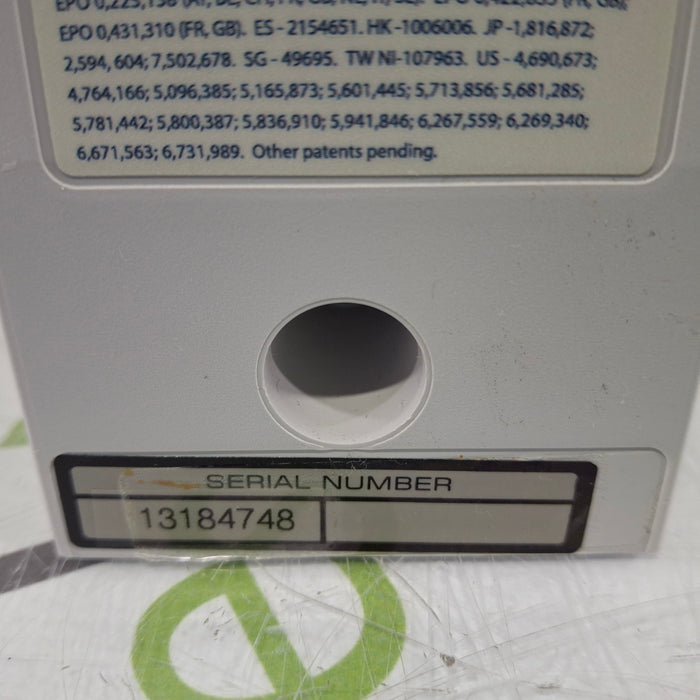 EPO 0,431,310 (FR, GB). ES - 2154651. HK -1006006. JP -1,816,872;
2,594, 604; 7,502,678. SG - 49695. TW NI-107963. US - 4,690,673;
4,764,166; 5,096,385; 5,165,873; 5,601,445; 5,713,856; 5,681,285;
5,781,442; 5,800,387; 5,836,910; 5,941,846; 6,267,559; 6,269,340;
6,671,563; 6,731,989. Other patents pending.
SERIAL NUMBER
13184748
e